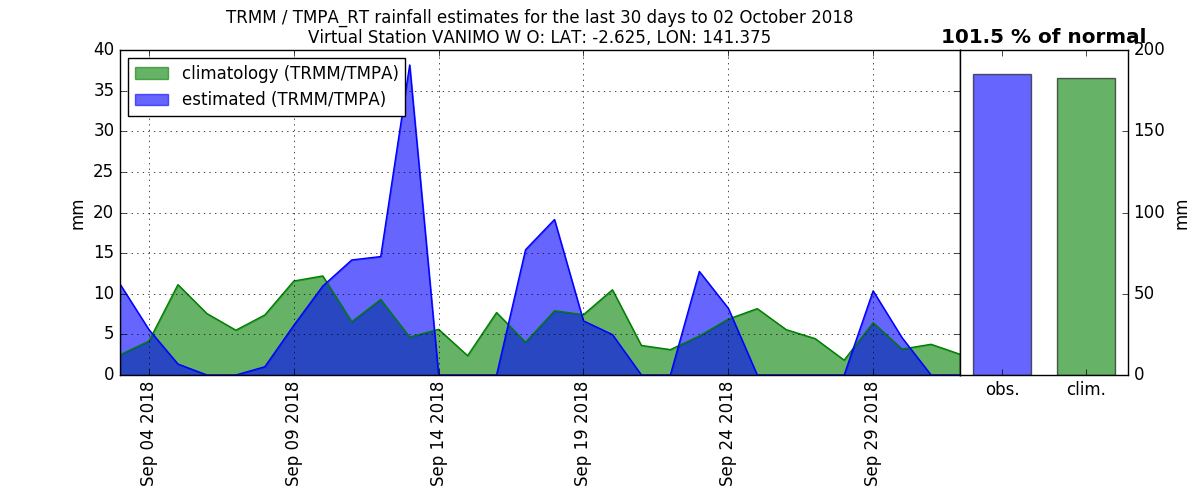 TRMM / TMPA_RT rainfall estimates for the last 30 days to 02 October 2018
Virtual Station VANIMO W O: LAT: -2.625, LON: 141.375
101.5 % of normal
climatology (TRMM/TMPA)
estimated (TRMM/TMPA)
40
35
30
25
20
15
10
5
0
mm
Sep 04 2018
Sep 09 2018
Sep 14 2018
Sep 19 2018
Sep 24 2018
Sep 29 2018
200
150
100
50
0
mm
obs.
clim.